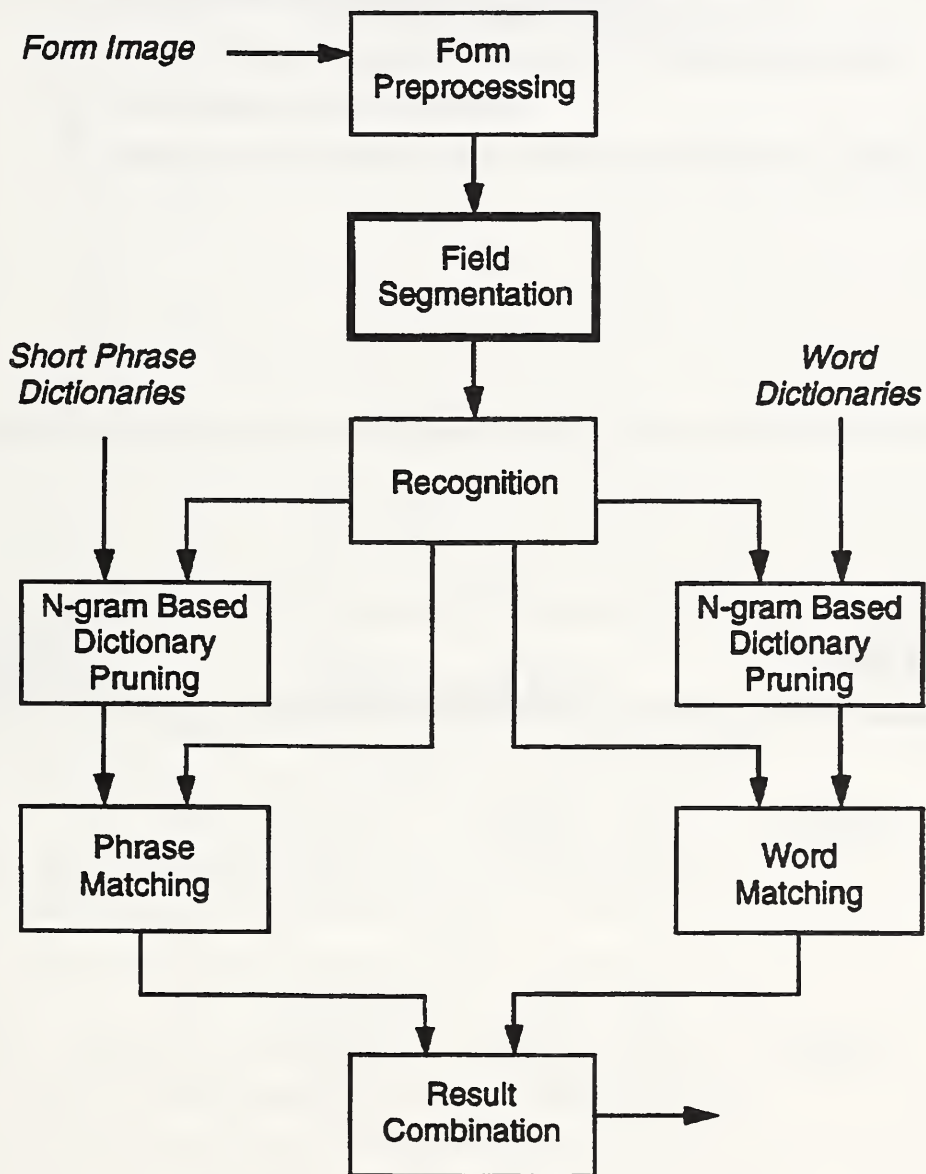 Form Image
Form
Preprocessing
Field
Segmentation
Short Phrase
Dictionaries
Word
Dictionaries
Recognition
N-gram Based
Dictionary
Pruning
N-gram Based
Dictionary
Pruning
Phrase
Matching
Word
Matching
Result
Combination